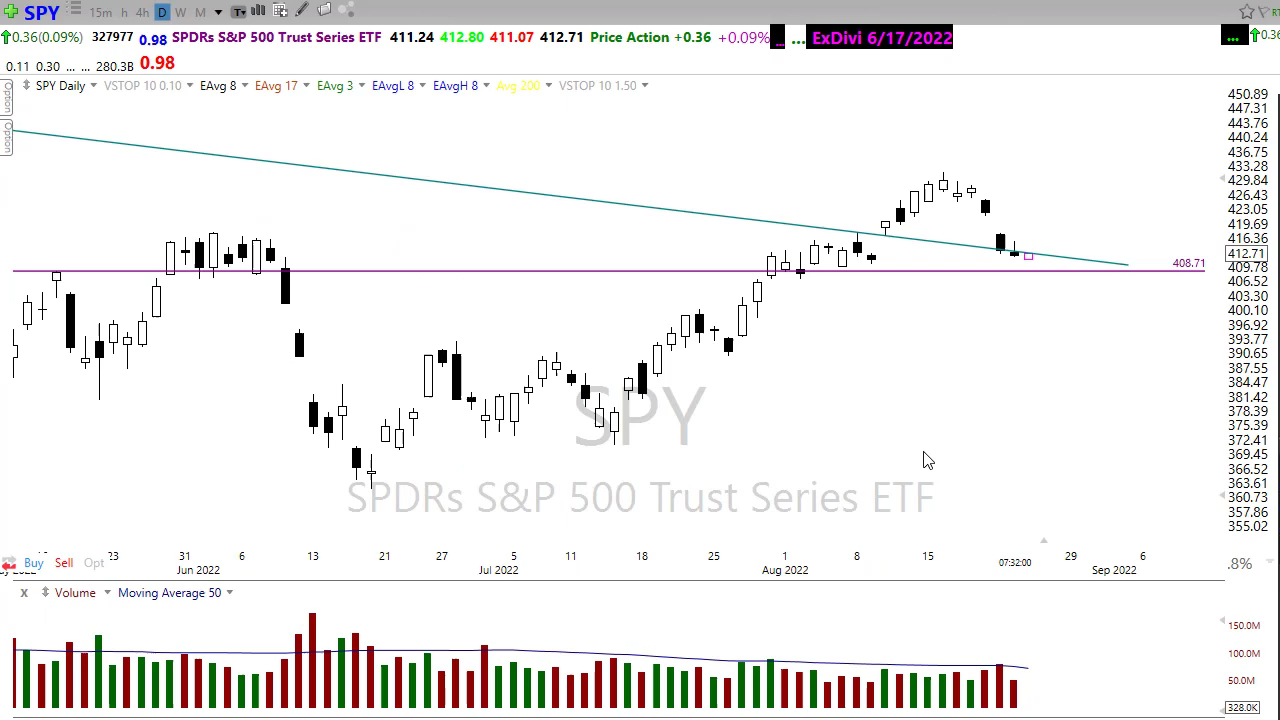 SPY 15m h 4h D W M T
0.36(0.09%) 327977 0.98 SPDRs S&P 500 Trust Series ETF 411.24 412.80 411.07 412.71 Price Action +0.36 +0.09% ... ... ExDivi 6/17/2022 ... 0.36
0.11 0.30 ... ... 280.3B 0.98
Option
Option
SPY Daily VSTOP 10 0.10 EAvg 8 EAvg 17 EAvg 3 EAvgL 8 EAvgH 8 Avg 200 VSTOP 10 1.50
450.89
447.31
443.76
440.24
436.75
433.28
429.84
426.43
423.05
419.69
416.36
412.71
408.71
409.78
406.52
403.30
400.10
396.92
393.77
390.65
387.55
384.47
381.42
378.39
375.39
372.41
369.45
366.52
363.61
360.73
357.86
355.02
SPY
SPDRs S&P 500 Trust Series ETF
23 31 6 13 21 27 5 11 18 25 1 8 15 07:32:00 29 6
Buy Sell Opt .8%
2022 Jun 2022 Jul 2022 Aug 2022 Sep 2022
x Volume Moving Average 50
150.0M
100.0M
50.0M
328.0K